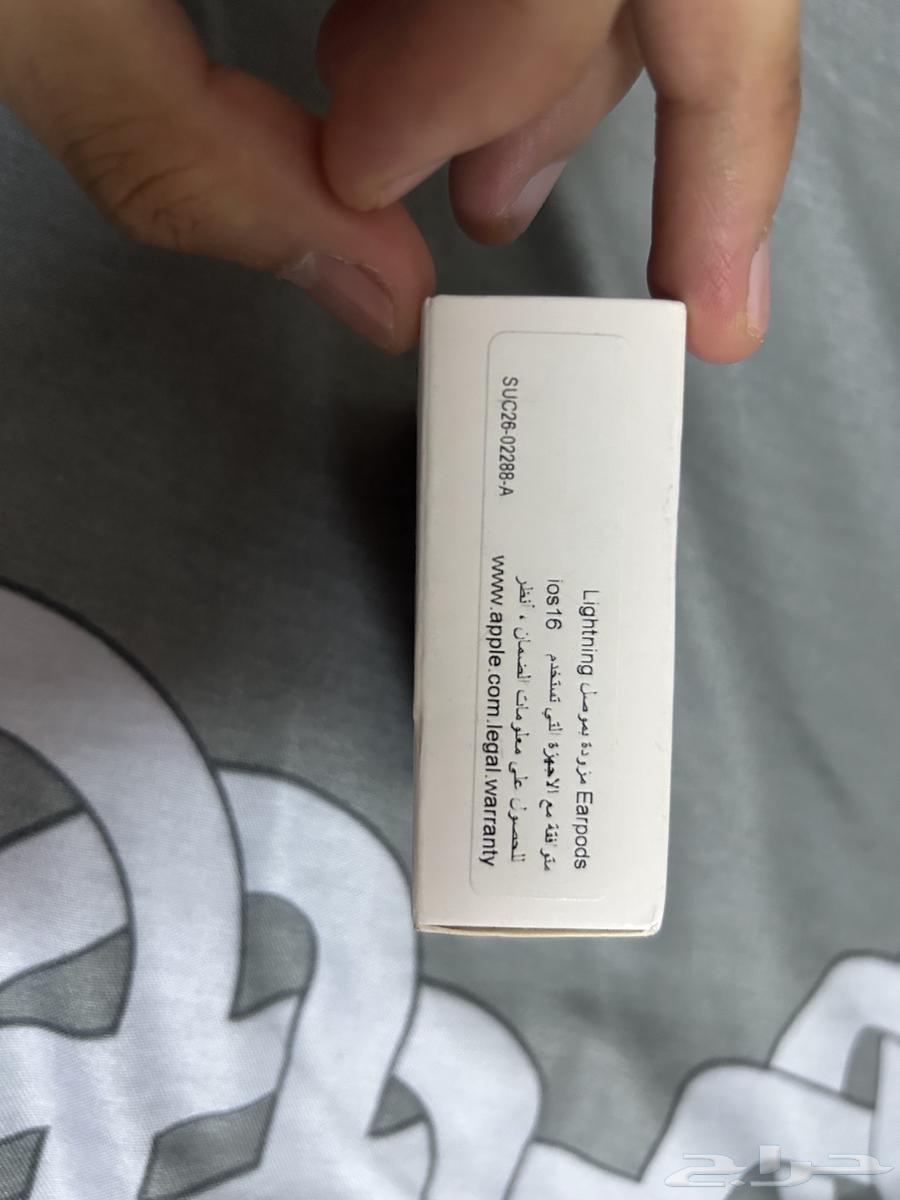 Earpods مزودة بموصل Lightning
متوافقة مع الاجهزة التي تستخدم ios16
للحصول على معلومات الضمان ، أنظر
www.apple.com.legal.warranty
SUC26-02288-A
حراج